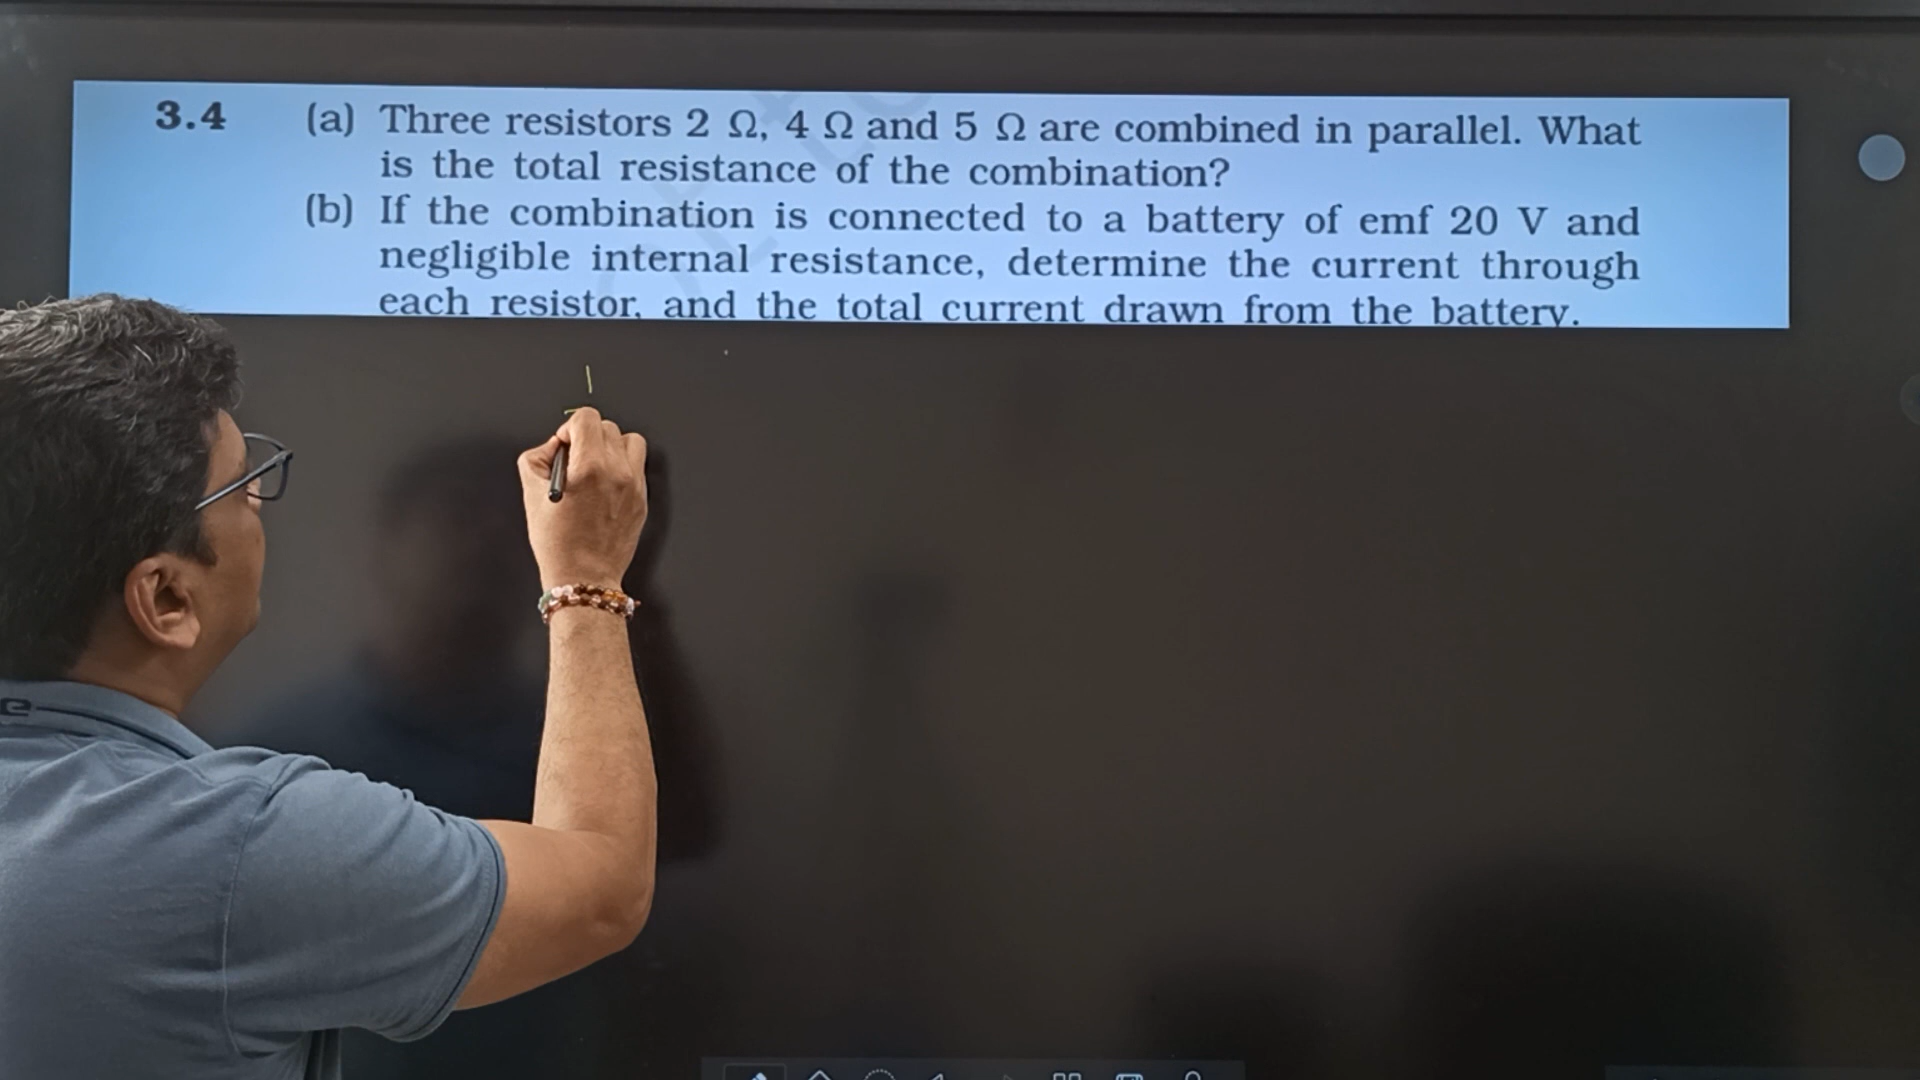 3.4 (a) Three resistors 2 Ω, 4 Ω and 5 Ω are combined in parallel. What
is the total resistance of the combination?
(b) If the combination is connected to a battery of emf 20 V and
negligible internal resistance, determine the current through
each resistor, and the total current drawn from the battery.